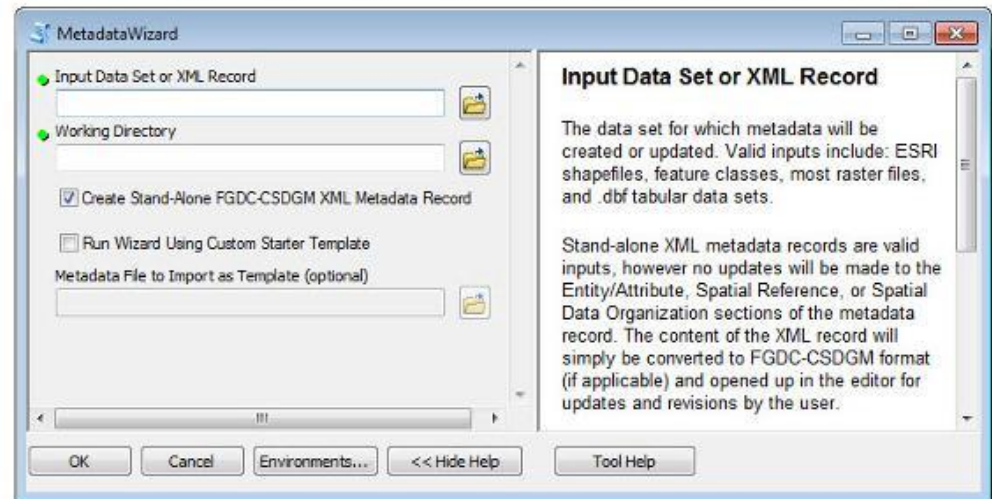 MetadataWizard
Input Data Set or XML Record
Working Directory
Create Stand-Alone FGDC-CSDGM XML Metadata Record
Run Wizard Using Custom Starter Template
Metadata File to Import as Template (optional)
OK
Cancel
Environments...
<< Hide Help
Tool Help
Input Data Set or XML Record
The data set for which metadata will be
created or updated. Valid inputs include: ESRI
shapefiles, feature classes, most raster files,
and .dbf tabular data sets.
Stand-alone XML metadata records are valid
inputs, however no updates will be made to the
Entity/Attribute, Spatial Reference, or Spatial
Data Organization sections of the metadata
record. The content of the XML record will
simply be converted to FGDC-CSDGM format
(if applicable) and opened up in the editor for
updates and revisions by the user.